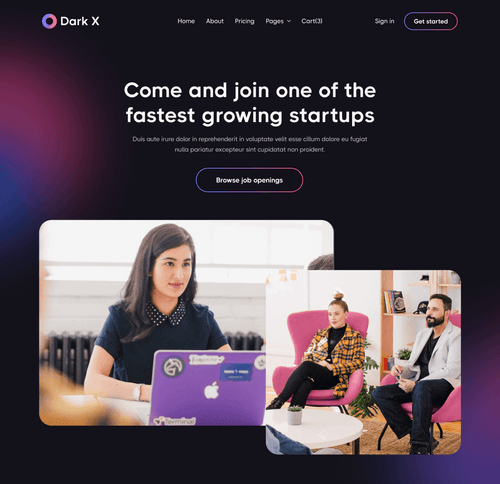 Dark X
Home About Pricing Pages Cart(3)
Sign in Get started
Come and join one of the
fastest growing startups
Duis aute irure dolor in reprehenderit in voluptate velit esse cillum dolore eu fugiat
nulla pariatur excepteur sint cupidatat non proident.
Browse job openings
Terminal